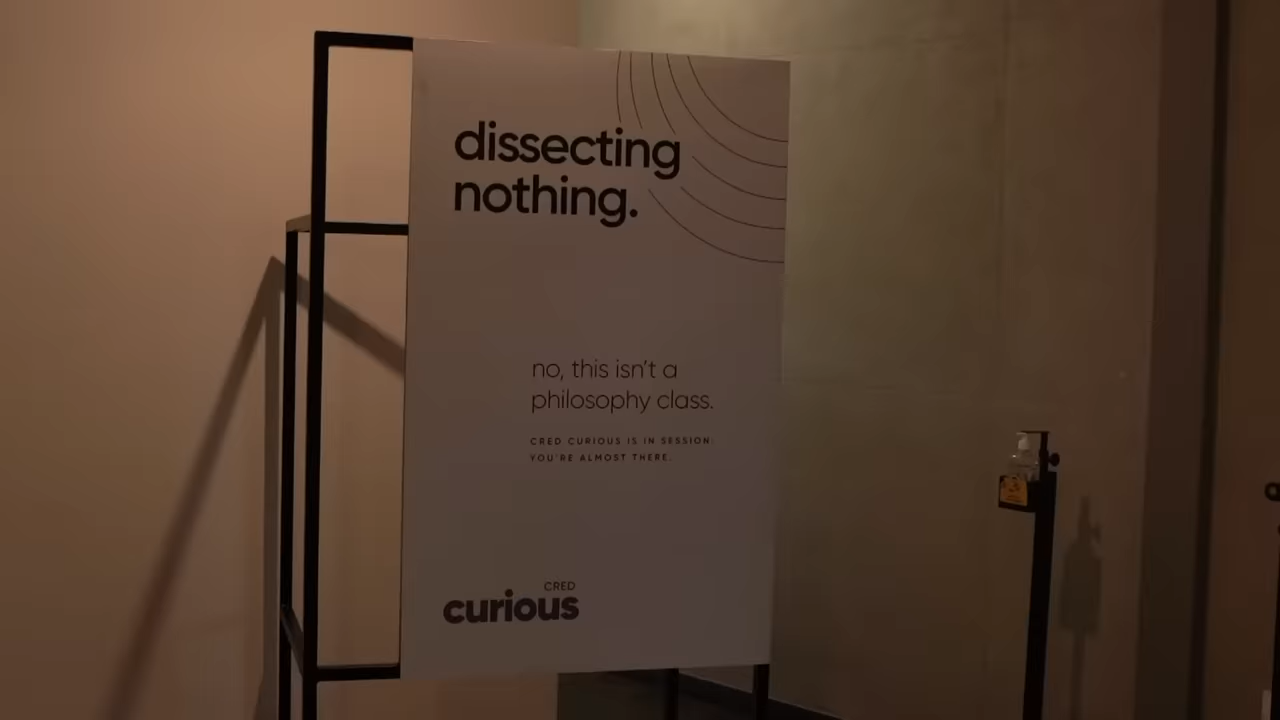 dissecting
nothing.
no, this isn't a
philosophy class.
CRED CURIOUS IS IN SESSION.
YOU'RE ALMOST THERE.
CRED
curious